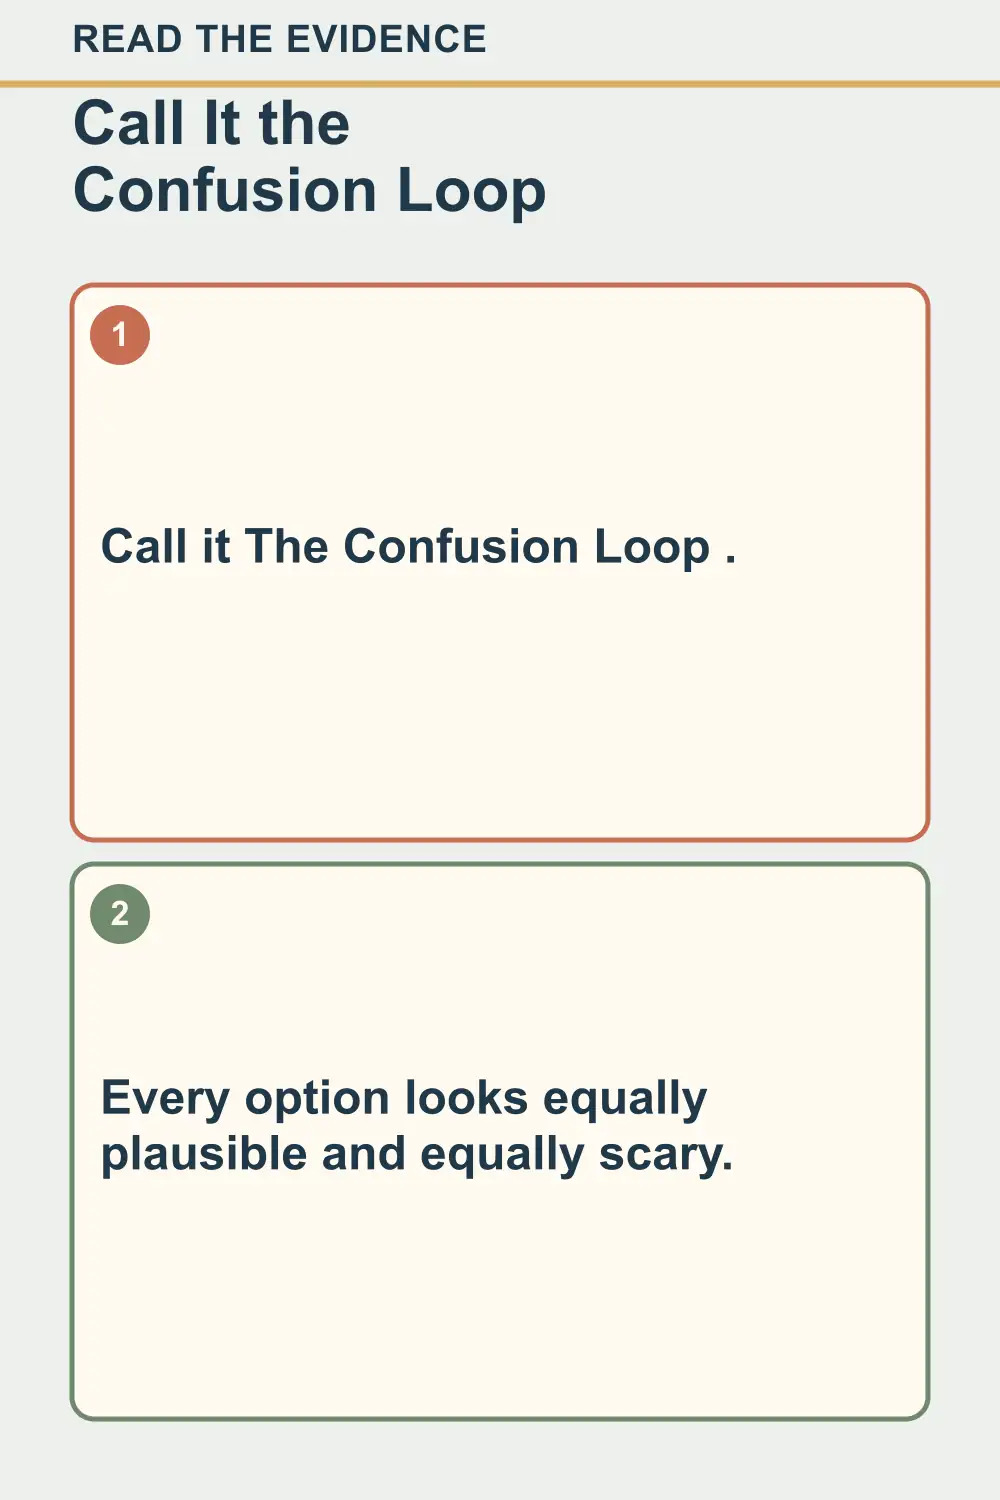 READ THE EVIDENCE
Call It the
Confusion Loop
1
Call it The Confusion Loop .
2
Every option looks equally
plausible and equally scary.